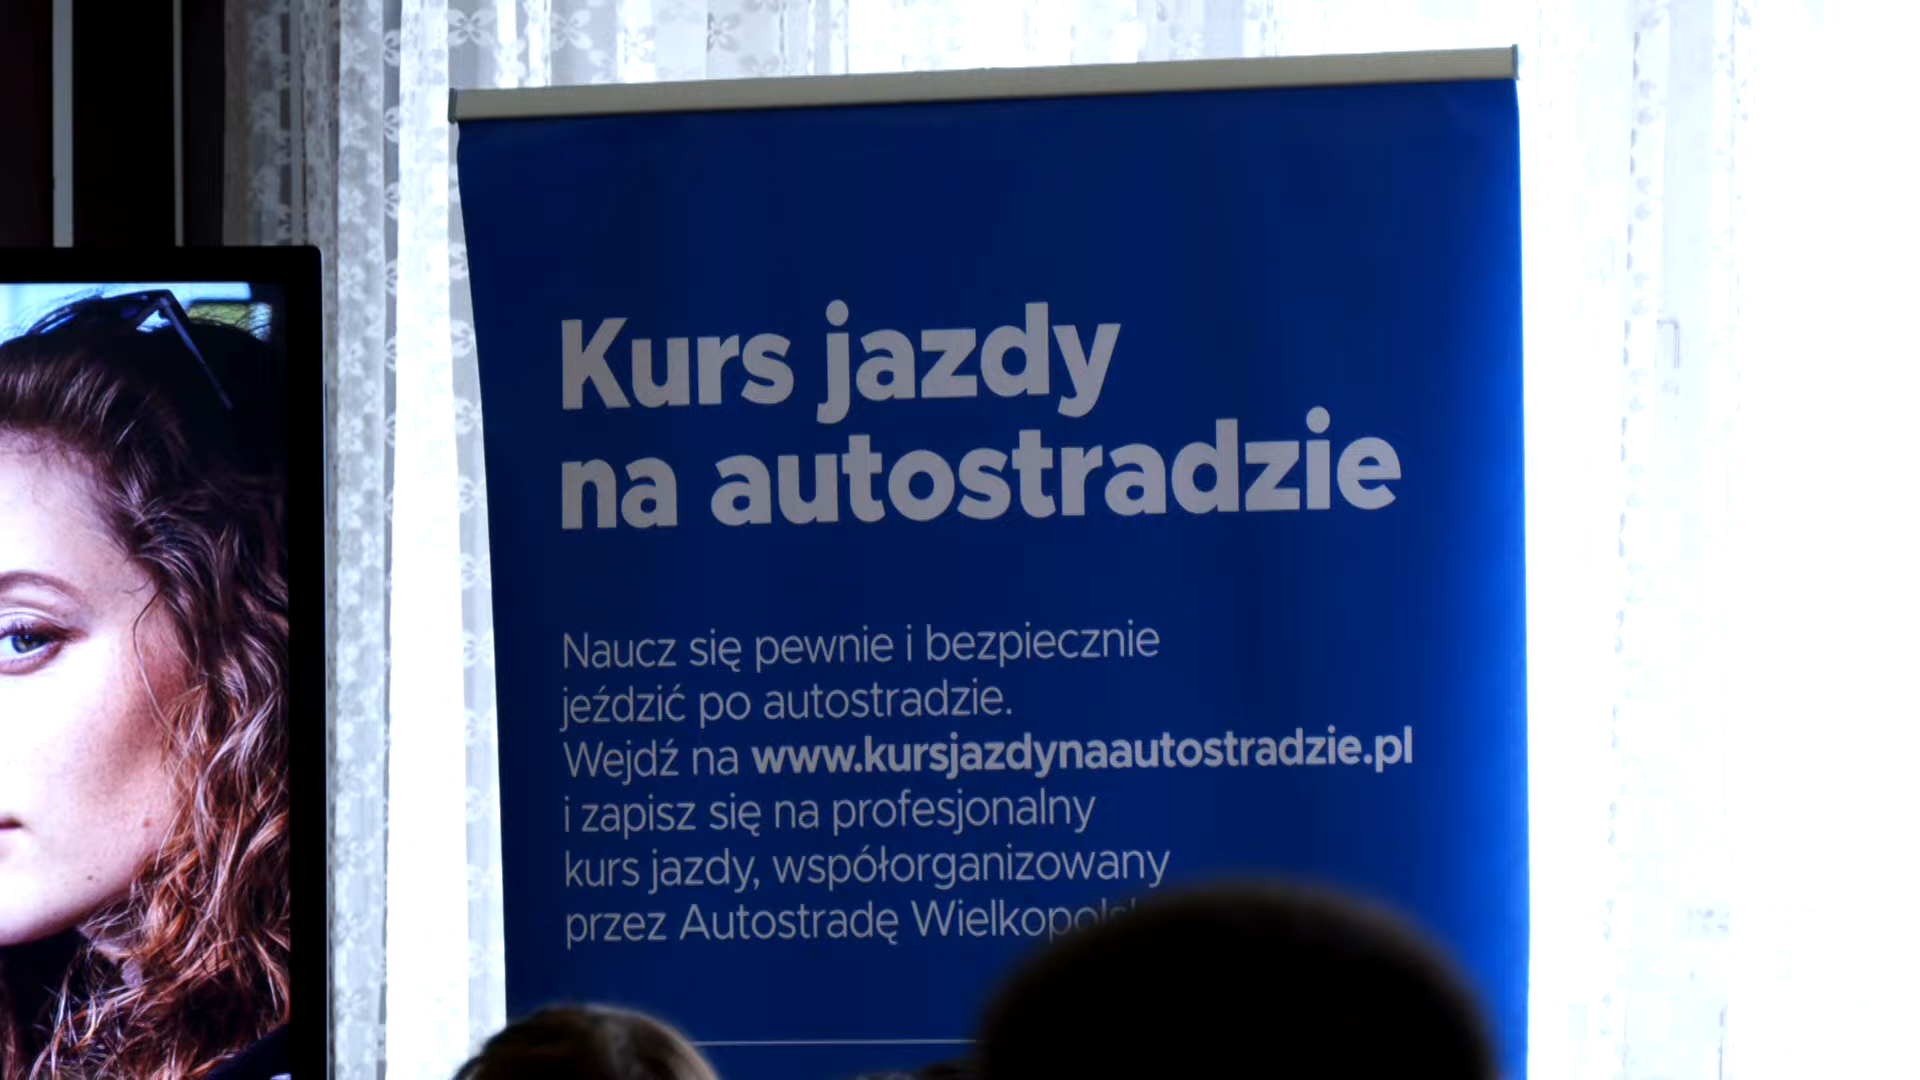 Kurs jazdy
na autostradzie
Naucz się pewnie i bezpiecznie
jeździć po autostradzie.
Wejdź na www.kursjazdynaautostradzie.pl
i zapisz się na profesjonalny
kurs jazdy, współorganizowany
przez Autostradę